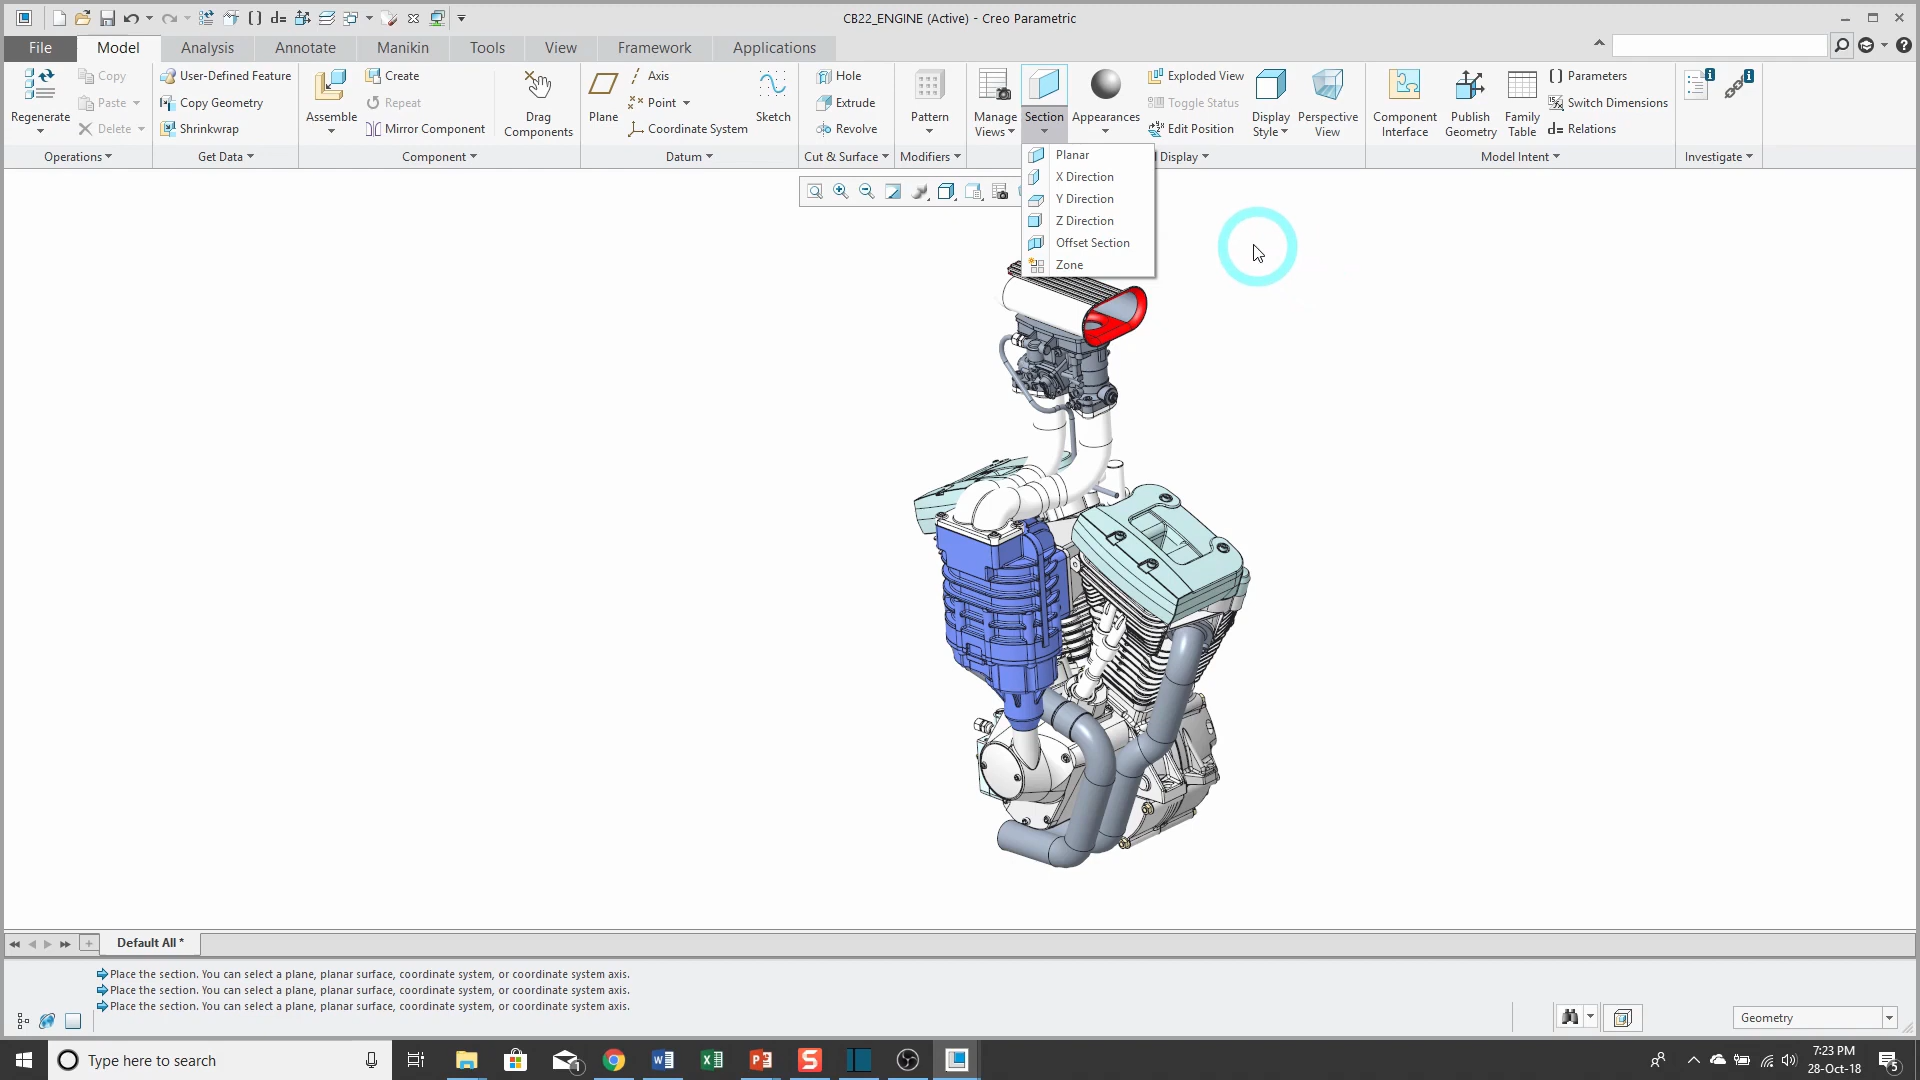 CB22_ENGINE (Active) - Creo Parametric
File Model Analysis Annotate Manikin Tools View Framework Applications
Regenerate
Copy
Paste
Delete
Operations
User-Defined Feature
Copy Geometry
Shrinkwrap
Get Data
Assemble
Create
Repeat
Mirror Component
Drag
Components
Component
Plane
Axis
Point
Coordinate System
Sketch
Datum
Hole
Extrude
Revolve
Cut & Surface
Pattern
Modifiers
Manage
Views
Section
Appearances
Exploded View
Toggle Status
Edit Position
Display
Style
Perspective
View
Display
Component
Interface
Publish
Geometry
Family
Table
Parameters
Switch Dimensions
Relations
Model Intent
Investigate
Planar
X Direction
Y Direction
Z Direction
Offset Section
Zone
Default All *
Place the section. You can select a plane, planar surface, coordinate system, or coordinate system axis.
Place the section. You can select a plane, planar surface, coordinate system, or coordinate system axis.
Place the section. You can select a plane, planar surface, coordinate system, or coordinate system axis.
Geometry
Type here to search
1
7:23 PM
28-Oct-18
5